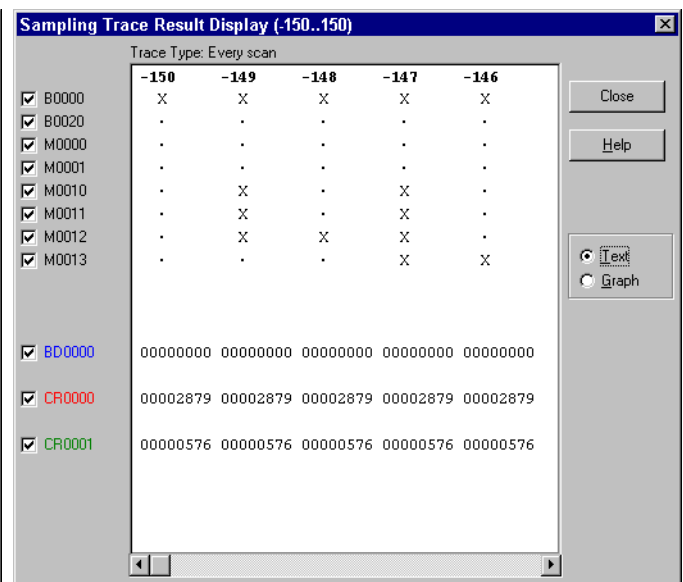 Sampling Trace Result Display (-150..150)
Trace Type: Every scan
-150 -149 -148 -147 -146
B0000 X X X X X
B0020 . . . . .
M0000 . . . . .
M0001 . . . . .
M0010 . X . X .
M0011 . X . X .
M0012 . X X X .
M0013 . . . X X
BD0000 00000000 00000000 00000000 00000000 00000000
CR0000 00002879 00002879 00002879 00002879 00002879
CR0001 00000576 00000576 00000576 00000576 00000576
Close
Help
Text
Graph